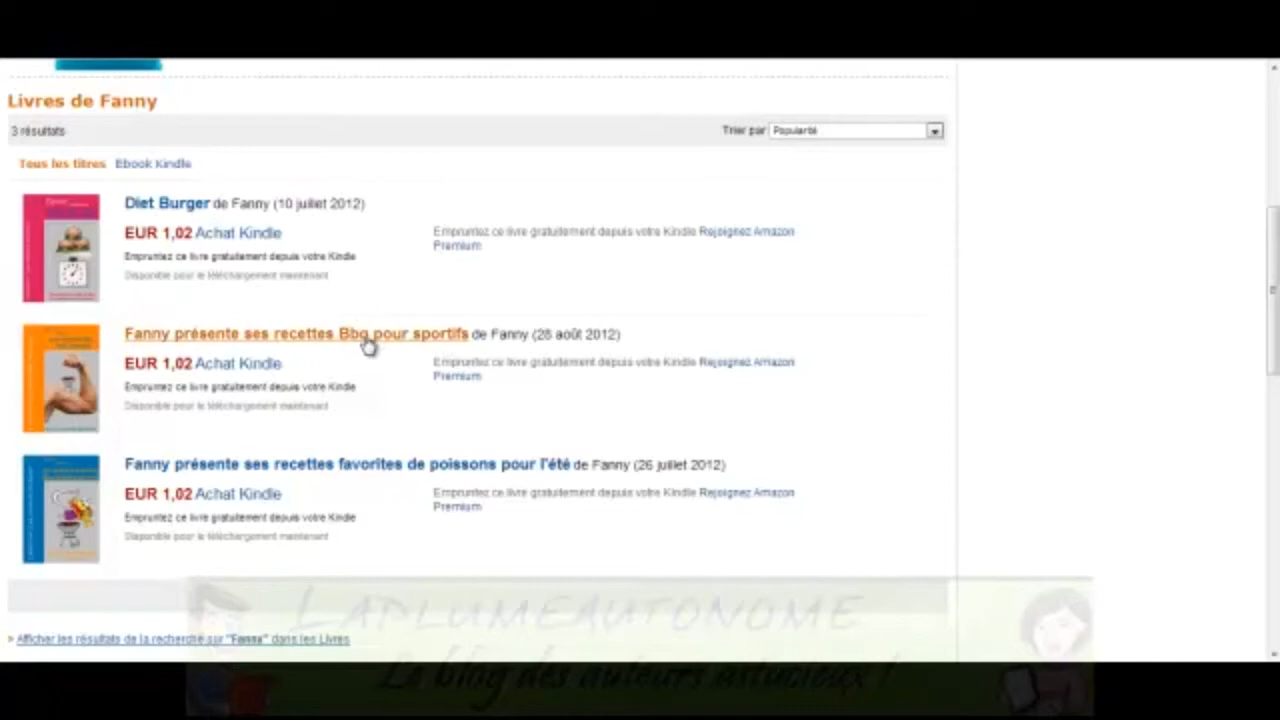 Livres de Fanny
3 résultats
Trier par Popularité
Tous les titres Ebook Kindle
Diet Burger de Fanny (10 juillet 2012)
EUR 1,02 Achat Kindle
Empruntez ce livre gratuitement depuis votre Kindle Rejoignez Amazon
Premium
Empruntez ce livre gratuitement depuis votre Kindle
Disponible pour le téléchargement maintenant
Fanny présente ses recettes Bbq pour sportifs de Fanny (28 août 2012)
EUR 1,02 Achat Kindle
Empruntez ce livre gratuitement depuis votre Kindle Rejoignez Amazon
Premium
Empruntez ce livre gratuitement depuis votre Kindle
Disponible pour le téléchargement maintenant
Fanny présente ses recettes favorites de poissons pour l'été de Fanny (26 juillet 2012)
EUR 1,02 Achat Kindle
Empruntez ce livre gratuitement depuis votre Kindle Rejoignez Amazon
Premium
Empruntez ce livre gratuitement depuis votre Kindle
Disponible pour le téléchargement maintenant
LAPLUMEAUTONOME
> Afficher les résultats de la recherche sur "Fanny" dans les Livres
Le blog des auteurs astucieux !